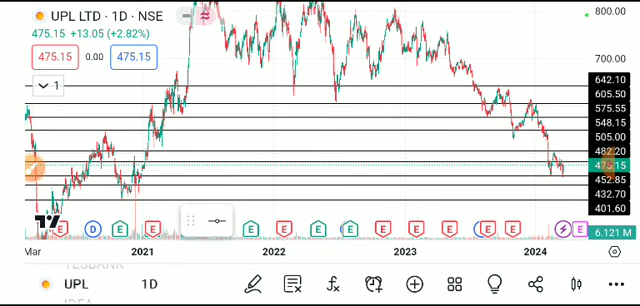 UPL LTD · 1D · NSE
475.15 +13.05 (+2.82%)
475.15 0.00 475.15
1
800.00
700.00
642.10
605.50
575.55
548.15
505.00
482.20
475.15
452.85
432.70
401.60
6.121 M
E D E E E E E E E E E E E E
Mar 2021 2022 2023 2024
YESBANK
UPL 1D
IDEA